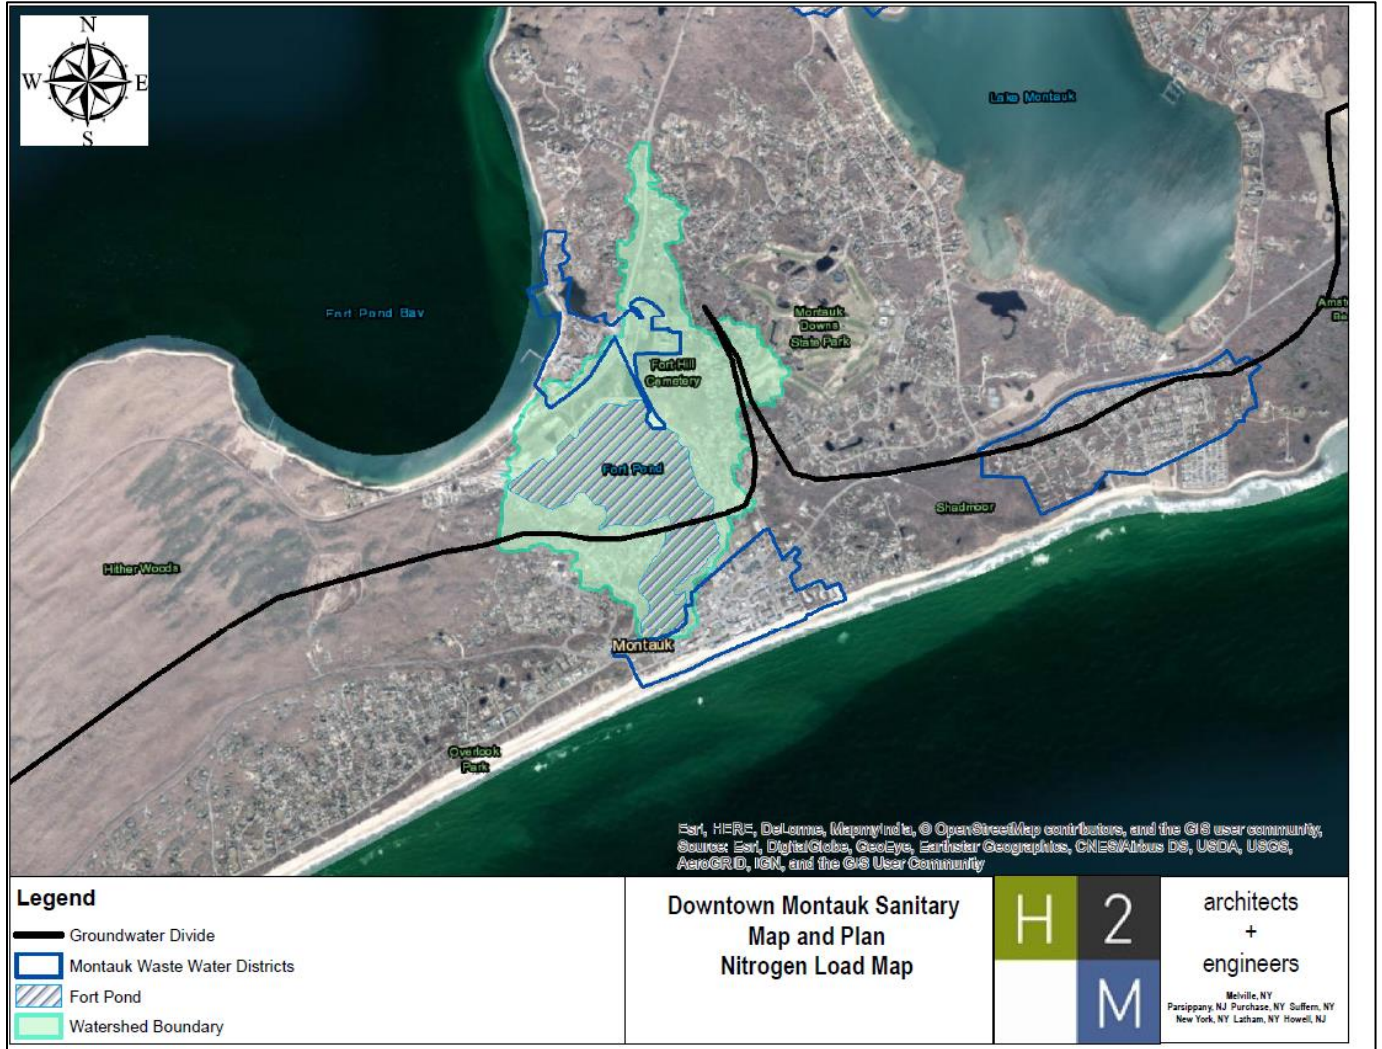 N
W E
S
Lake Montauk
Fort Pond Bay
Montauk
Downs
State Park
Fort Hill
Cemetery
Fort Pond
Shadmoor
Hither Woods
Montauk
Overlook
Park
Esri, HERE, DeLorme, MapmyIndia, © OpenStreetMap contributors, and the GIS user community,
Source: Esri, DigitalGlobe, GeoEye, Earthstar Geographics, CNES/Airbus DS, USDA, USGS,
AeroGRID, IGN, and the GIS User Community
Legend
Groundwater Divide
Montauk Waste Water Districts
Fort Pond
Watershed Boundary
Downtown Montauk Sanitary
Map and Plan
Nitrogen Load Map
H 2
M
architects
+
engineers
Melville, NY
Parsippany, NJ Purchase, NY Suffern, NY
New York, NY Latham, NY Howell, NJ